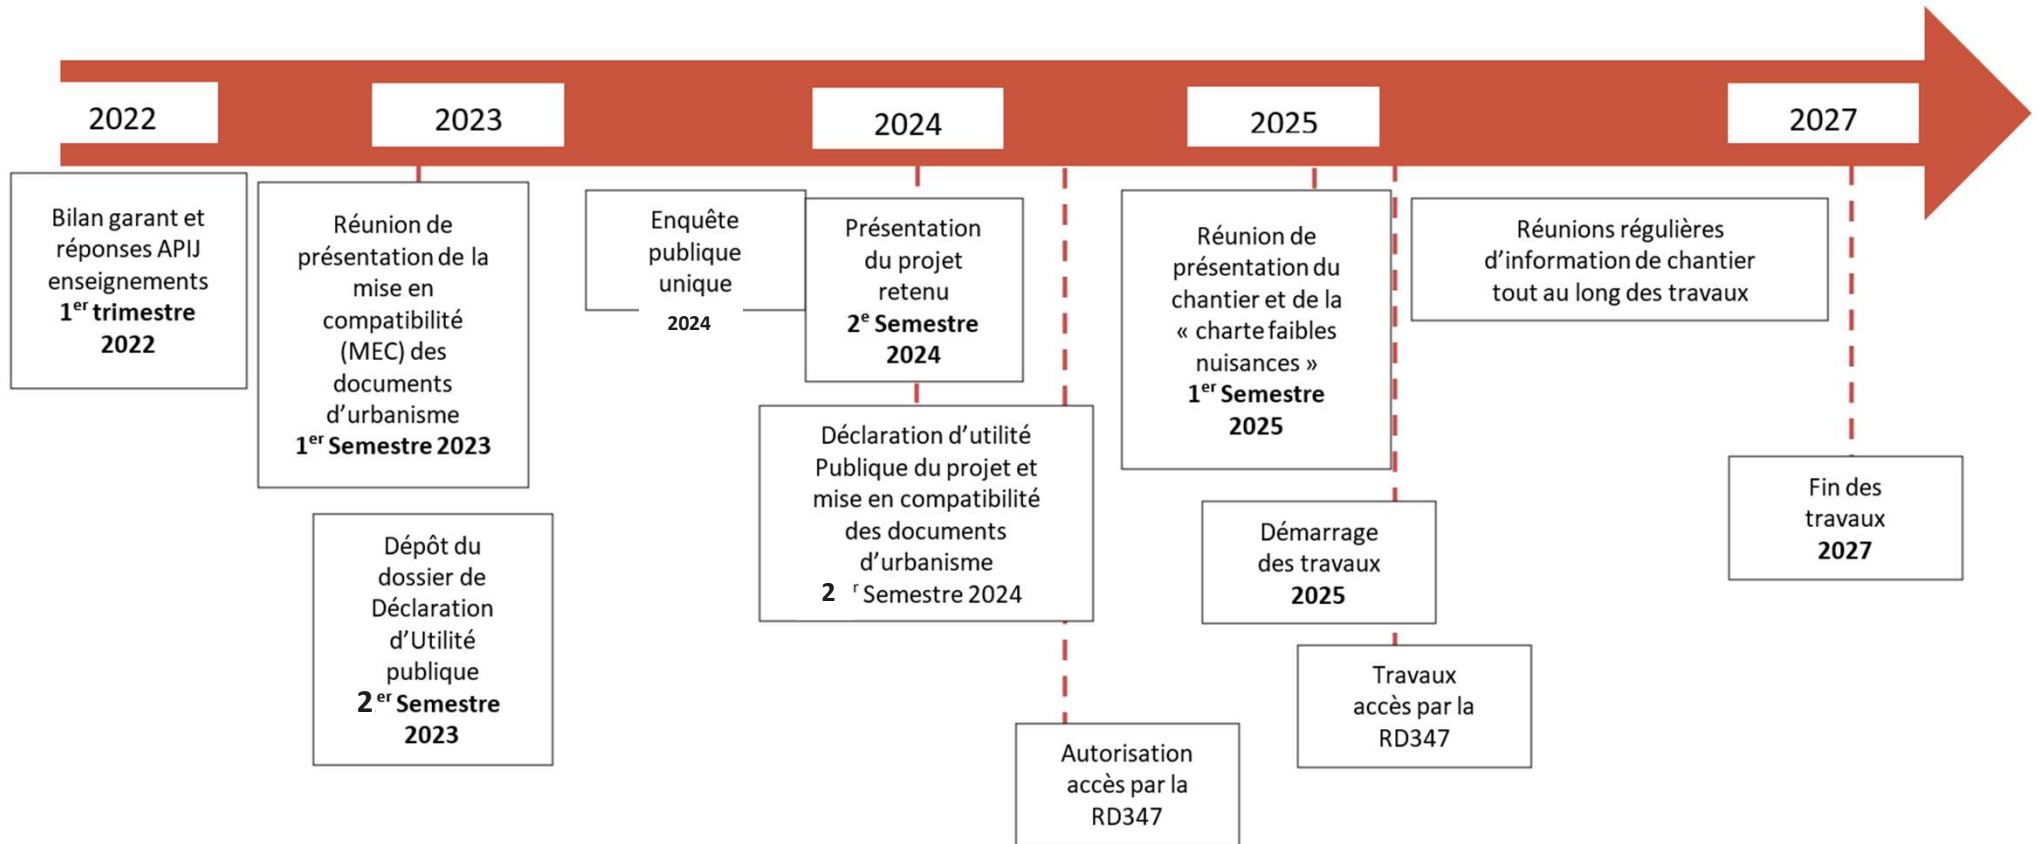 2022
2023
2024
2025
2027
Bilan garant et
réponses APIJ
enseignements
1er trimestre
2022
Réunion de
présentation de la
mise en
compatibilité
(MEC) des
documents
d'urbanisme
1er Semestre 2023
Dépôt du
dossier de
Déclaration
d'Utilité
publique
2er Semestre
2023
Enquête
publique
unique
2024
Présentation
du projet
retenu
2e Semestre
2024
Déclaration d'utilité
Publique du projet et
mise en compatibilité
des documents
d'urbanisme
2 r Semestre 2024
Autorisation
accès par la
RD347
Réunion de
présentation du
chantier et de la
« charte faibles
nuisances »
1er Semestre
2025
Démarrage
des travaux
2025
Travaux
accès par la
RD347
Réunions régulières
d'information de chantier
tout au long des travaux
Fin des
travaux
2027